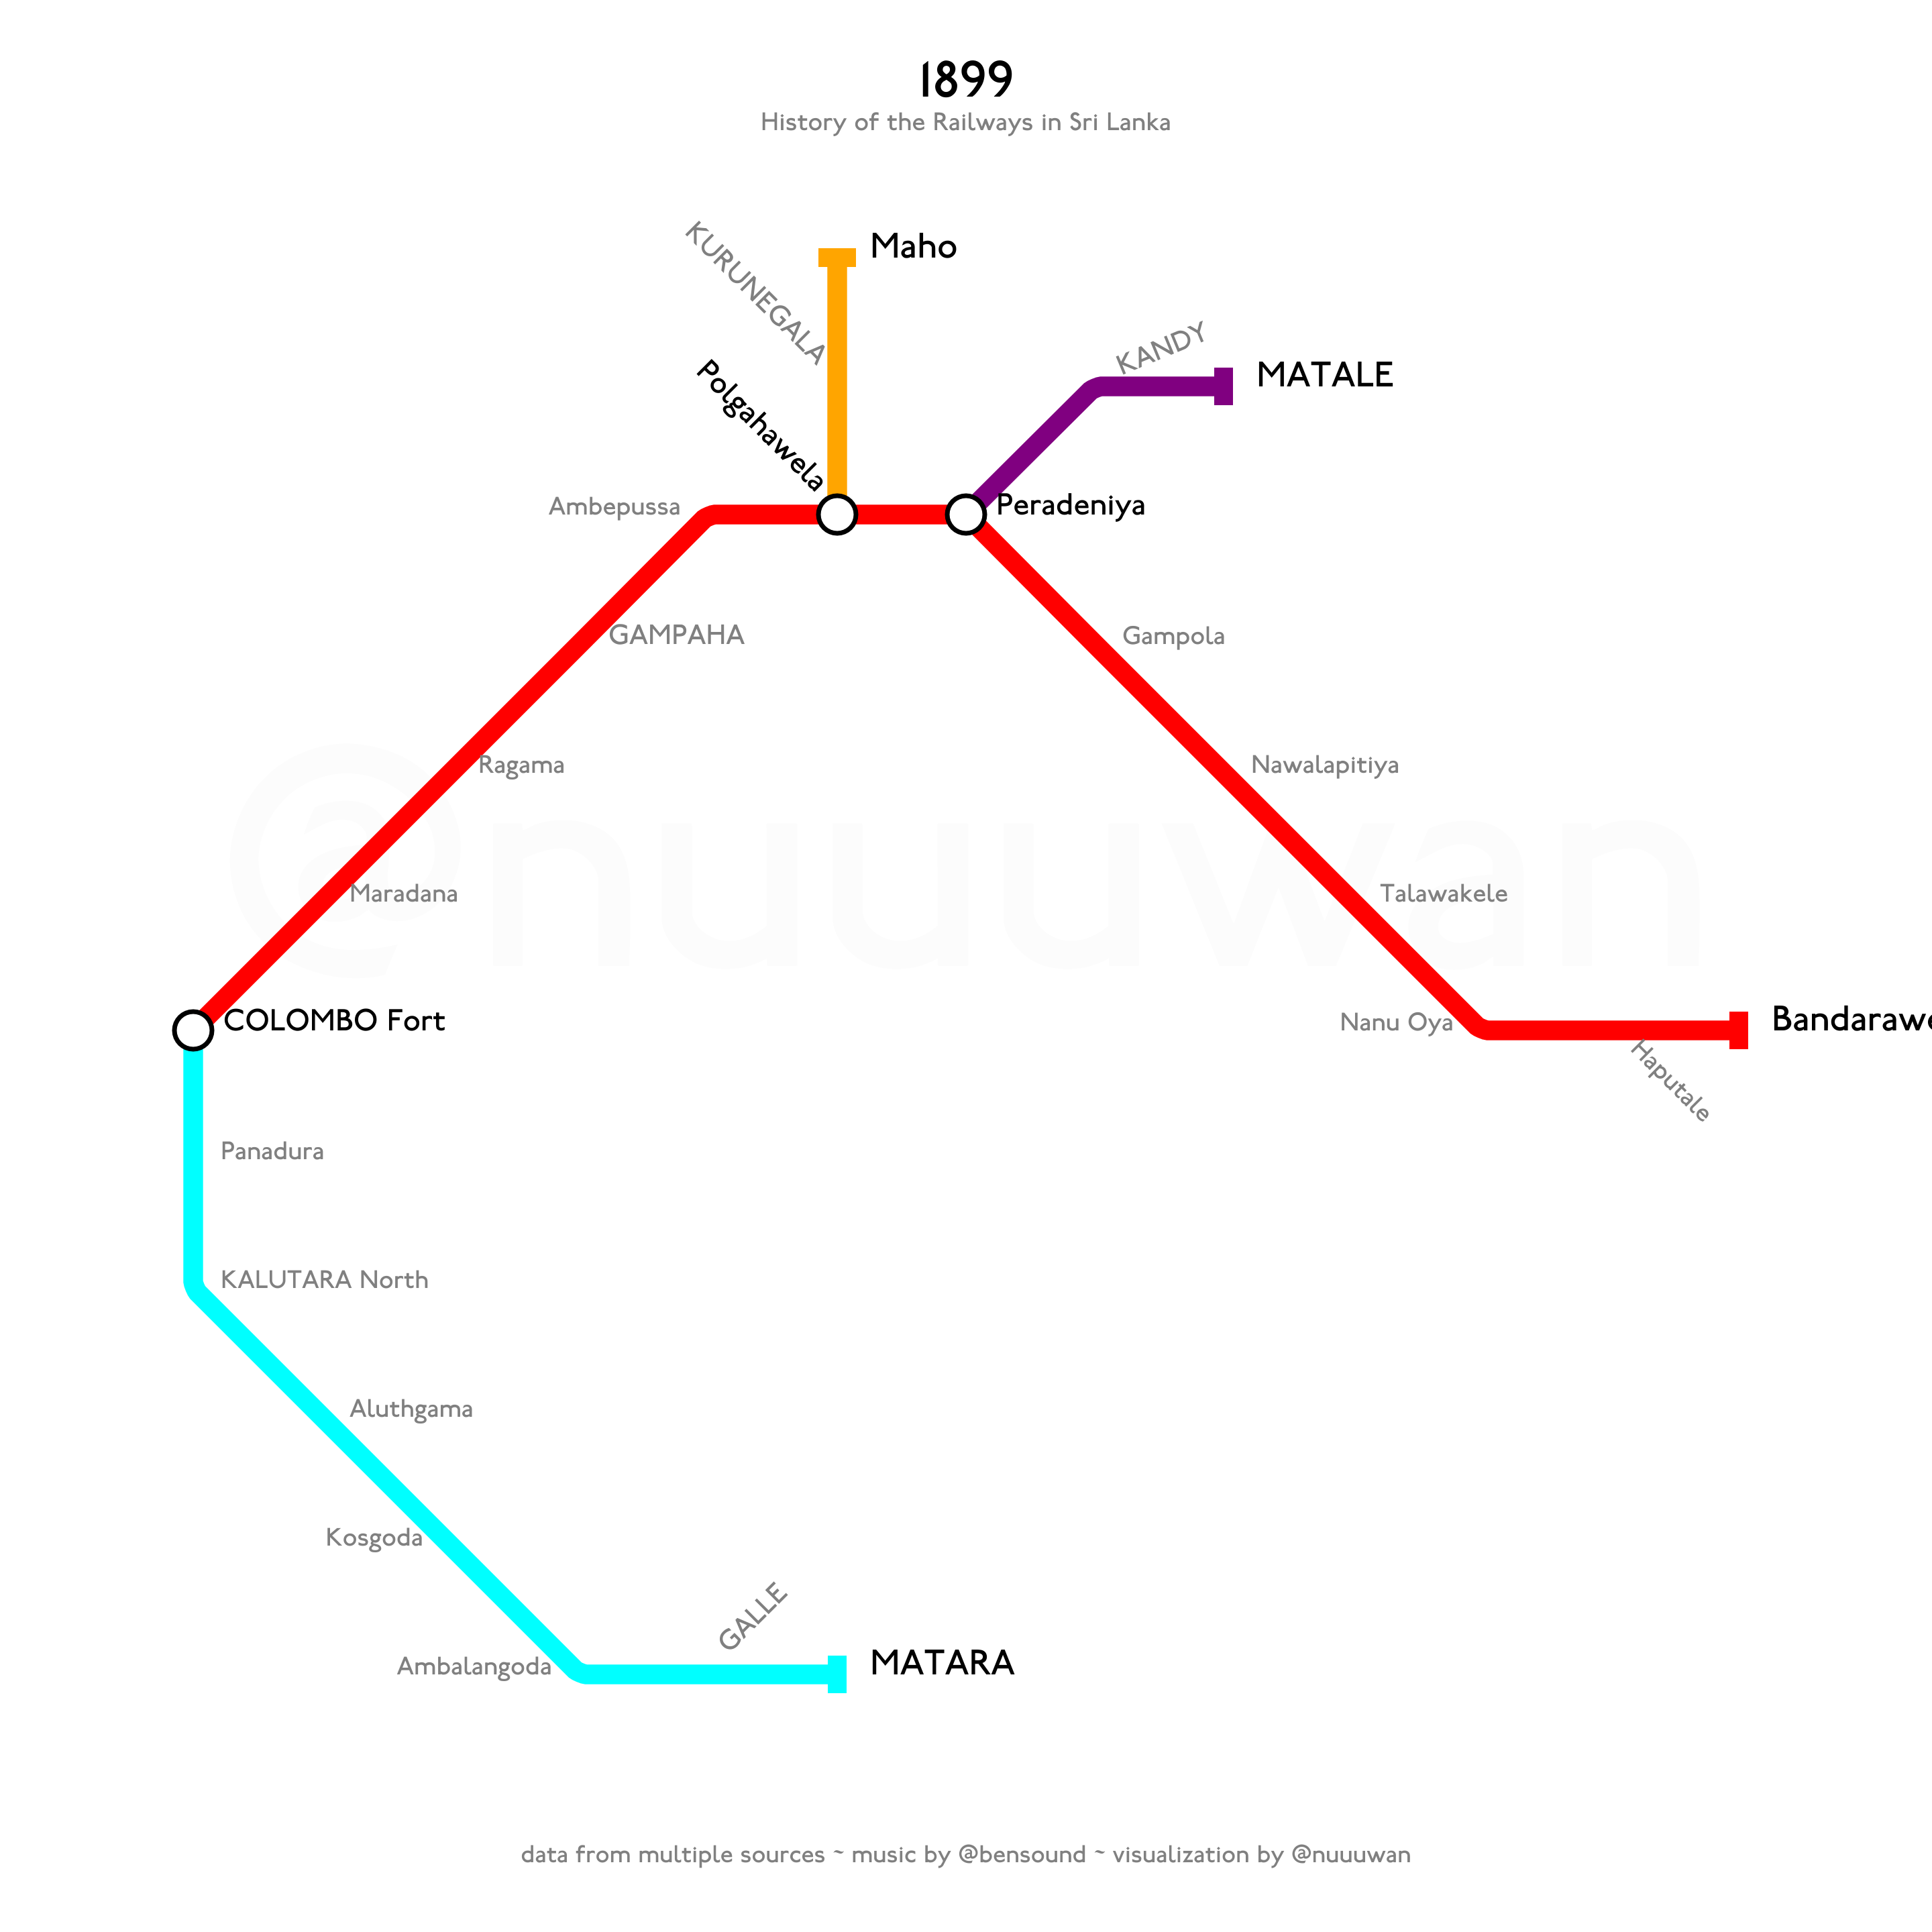 1899
History of the Railways in Sri Lanka
KURUNEGALA
Maho
KANDY
MATALE
Polgahawela
Ambepussa
Peradeniya
GAMPAHA
Gampola
Ragama
Nawalapitiya
@nuuuwan
Maradana
Talawakele
COLOMBO Fort
Nanu Oya
Bandarawe
Haputale
Panadura
KALUTARA North
Aluthgama
Kosgoda
GALLE
Ambalangoda
MATARA
data from multiple sources ~ music by @bensound ~ visualization by @nuuuwan